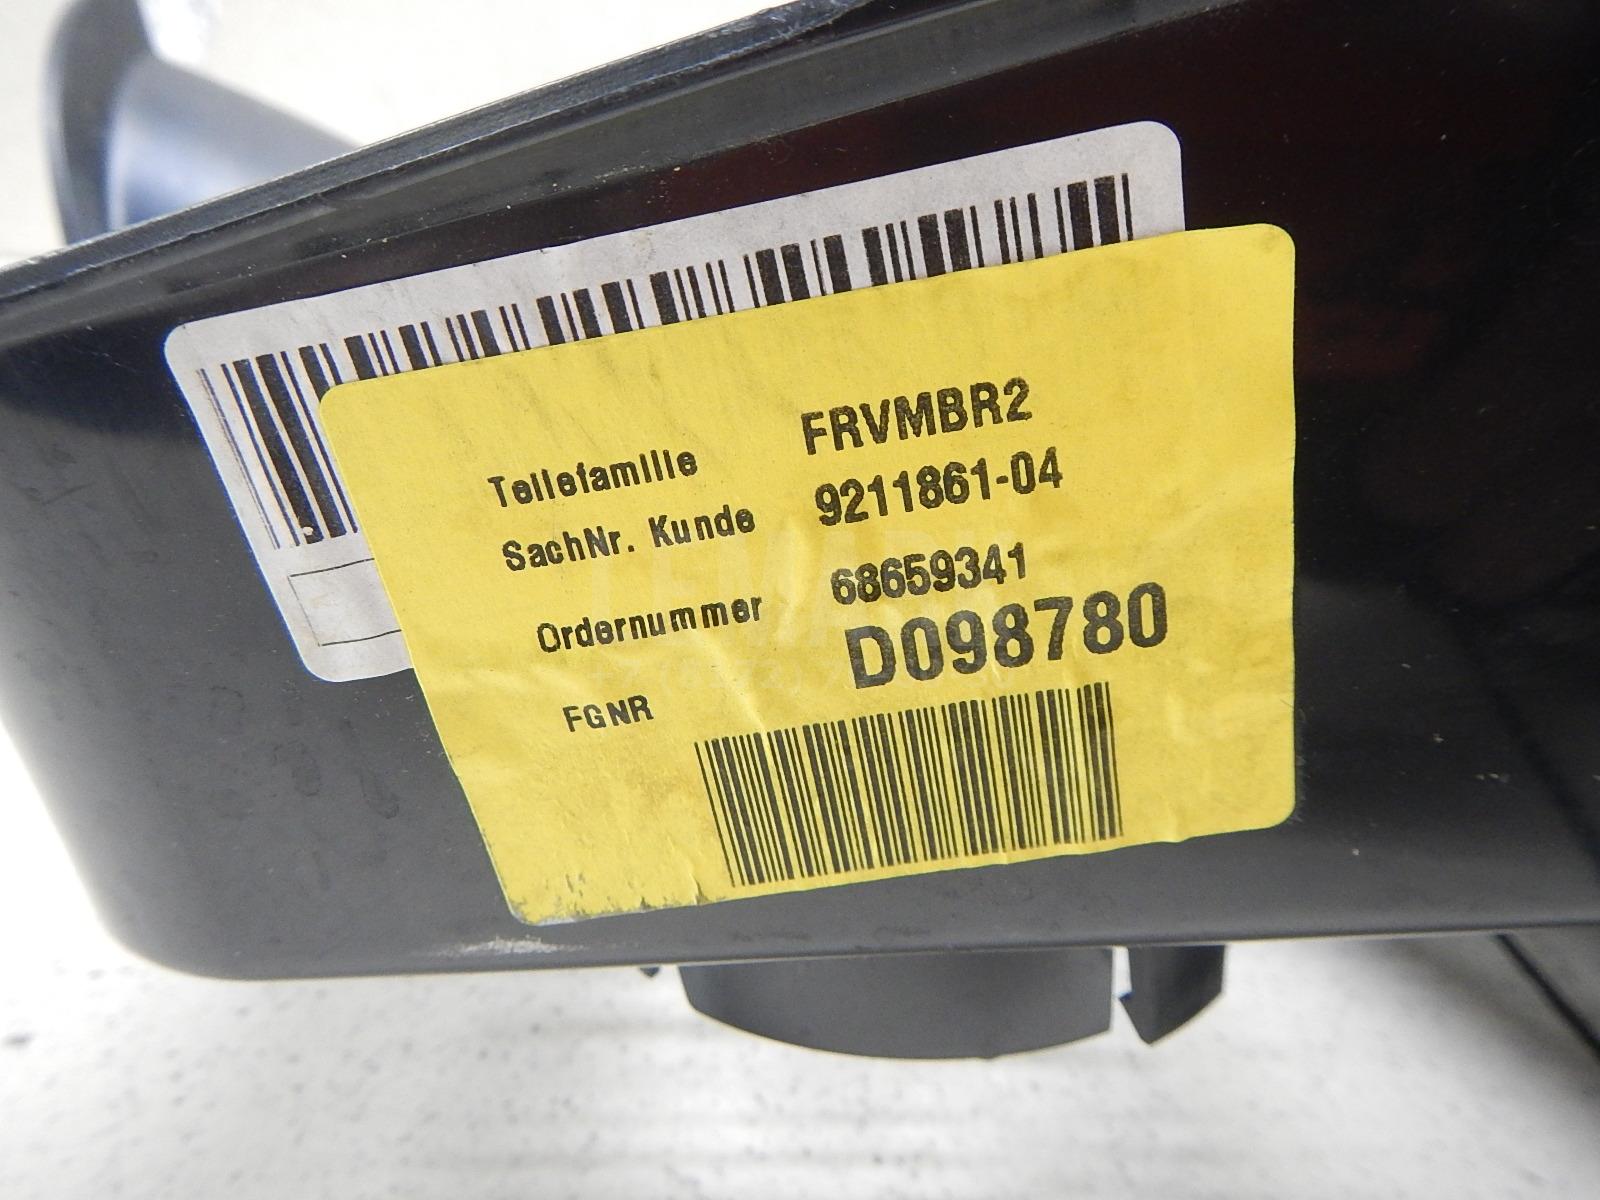 Teilefamilie FRVMBR2
SachNr. Kunde 9211861-04
Ordernummer 68659341
FGNR D098780